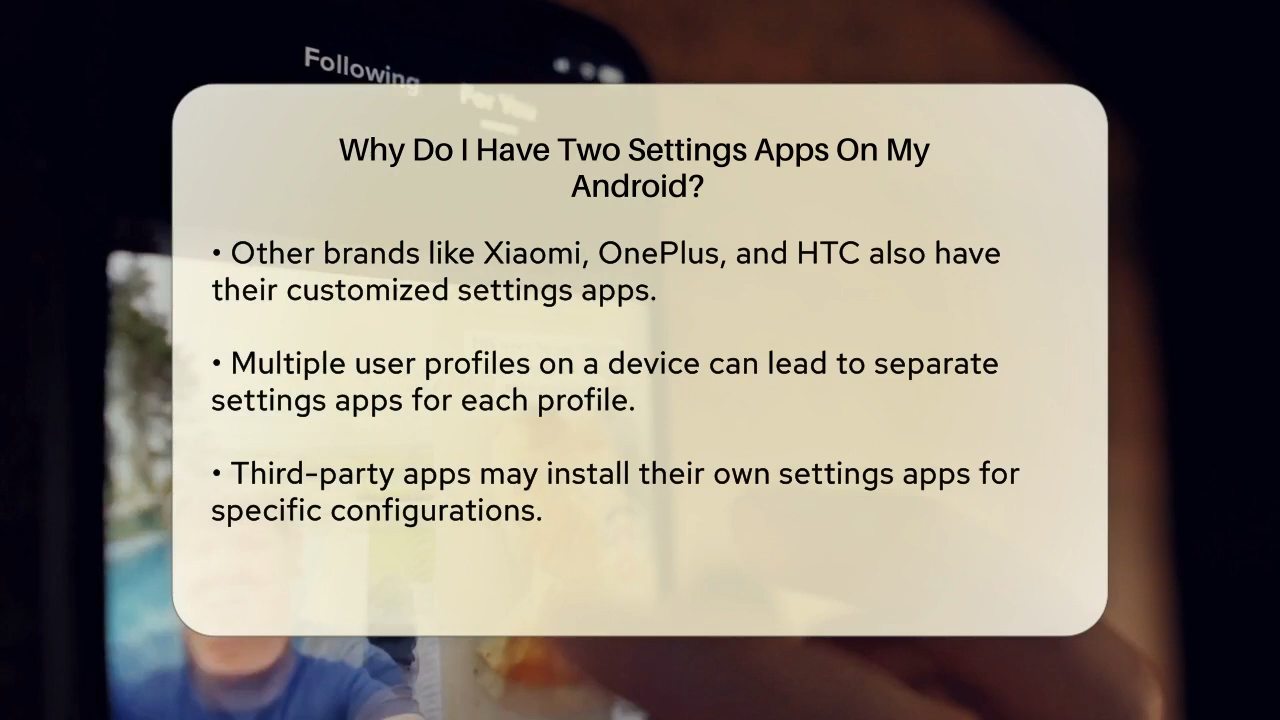 Following
For You
Why Do I Have Two Settings Apps On My
Android?
• Other brands like Xiaomi, OnePlus, and HTC also have
their customized settings apps.
• Multiple user profiles on a device can lead to separate
settings apps for each profile.
• Third-party apps may install their own settings apps for
specific configurations.